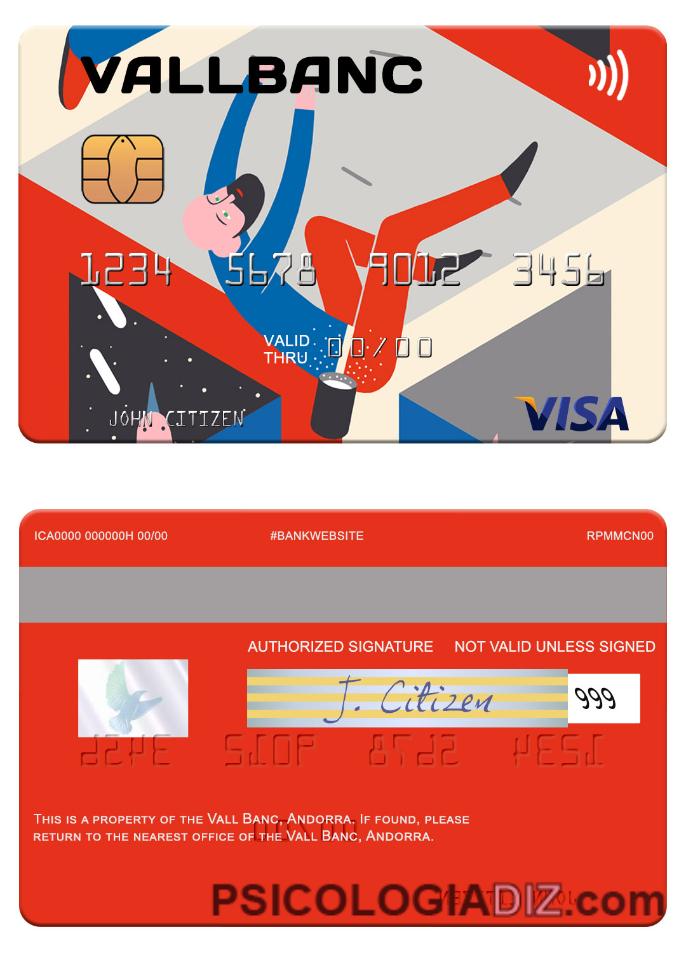 VALLBANC
1234 5678 9012 3456
VALID THRU 00/00
JOHN CITIZEN
VISA
ICA0000 000000H 00/00 #BANKWEBSITE RPMMCN00
AUTHORIZED SIGNATURE NOT VALID UNLESS SIGNED
J. Citizen 999
This is a property of the Vall Banc, Andorra. If found, please
return to the nearest office of the Vall Banc, Andorra.
PSICOLOGIADIZ.com